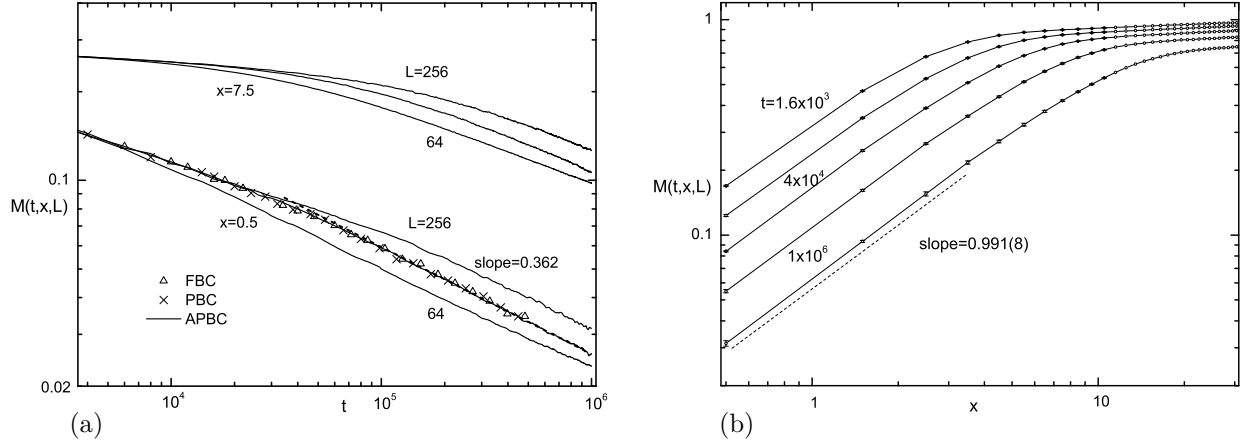 0.1
M(t,x,L)
0.02
L=256
x=7.5
64
L=256
x=0.5
slope=0.362
64
FBC
PBC
APBC
10^4
10^5
10^6
t
(a)
1
M(t,x,L)
0.1
t=1.6x10^3
4x10^4
1x10^6
slope=0.991(8)
1
10
x
(b)